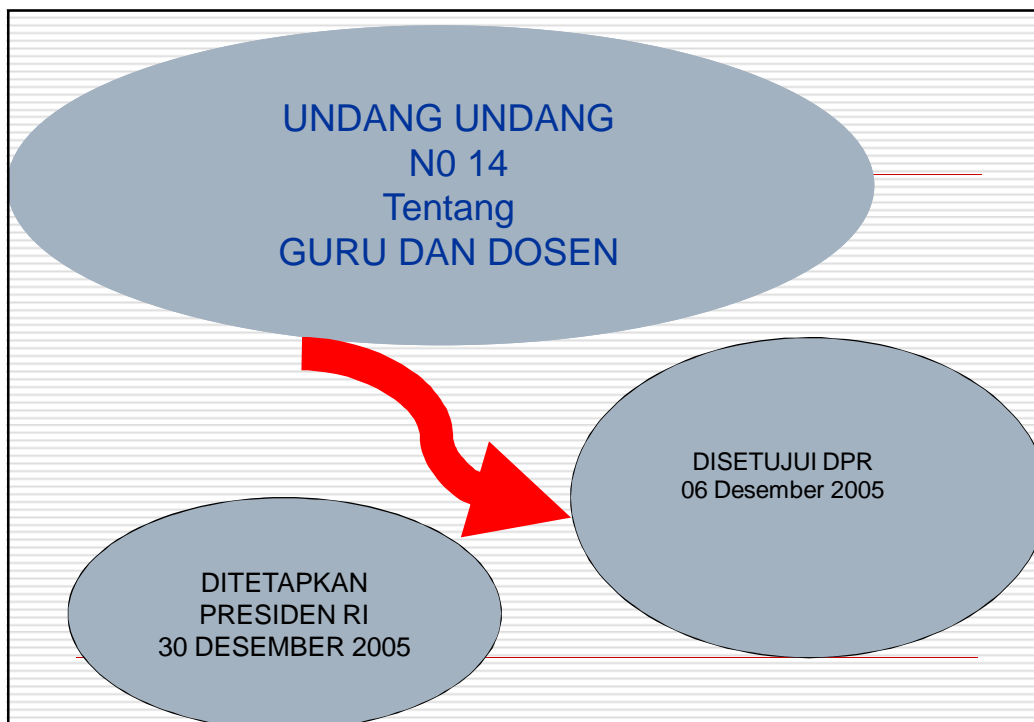 UNDANG UNDANG
N0 14
Tentang
GURU DAN DOSEN
DISETUJUI DPR
06 Desember 2005
DITETAPKAN
PRESIDEN RI
30 DESEMBER 2005